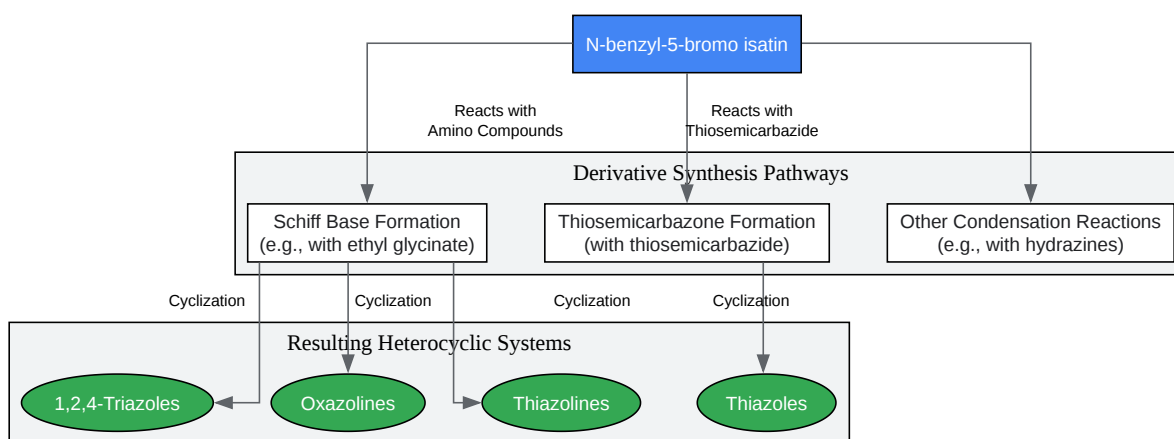 N-benzyl-5-bromo isatin
Reacts with
Amino Compounds
Reacts with
Thiosemicarbazide
Derivative Synthesis Pathways
Schiff Base Formation
(e.g., with ethyl glycinate)
Thiosemicarbazone Formation
(with thiosemicarbazide)
Other Condensation Reactions
(e.g., with hydrazines)
Cyclization
Cyclization
Cyclization
Cyclization
Resulting Heterocyclic Systems
1,2,4-Triazoles
Oxazolines
Thiazolines
Thiazoles